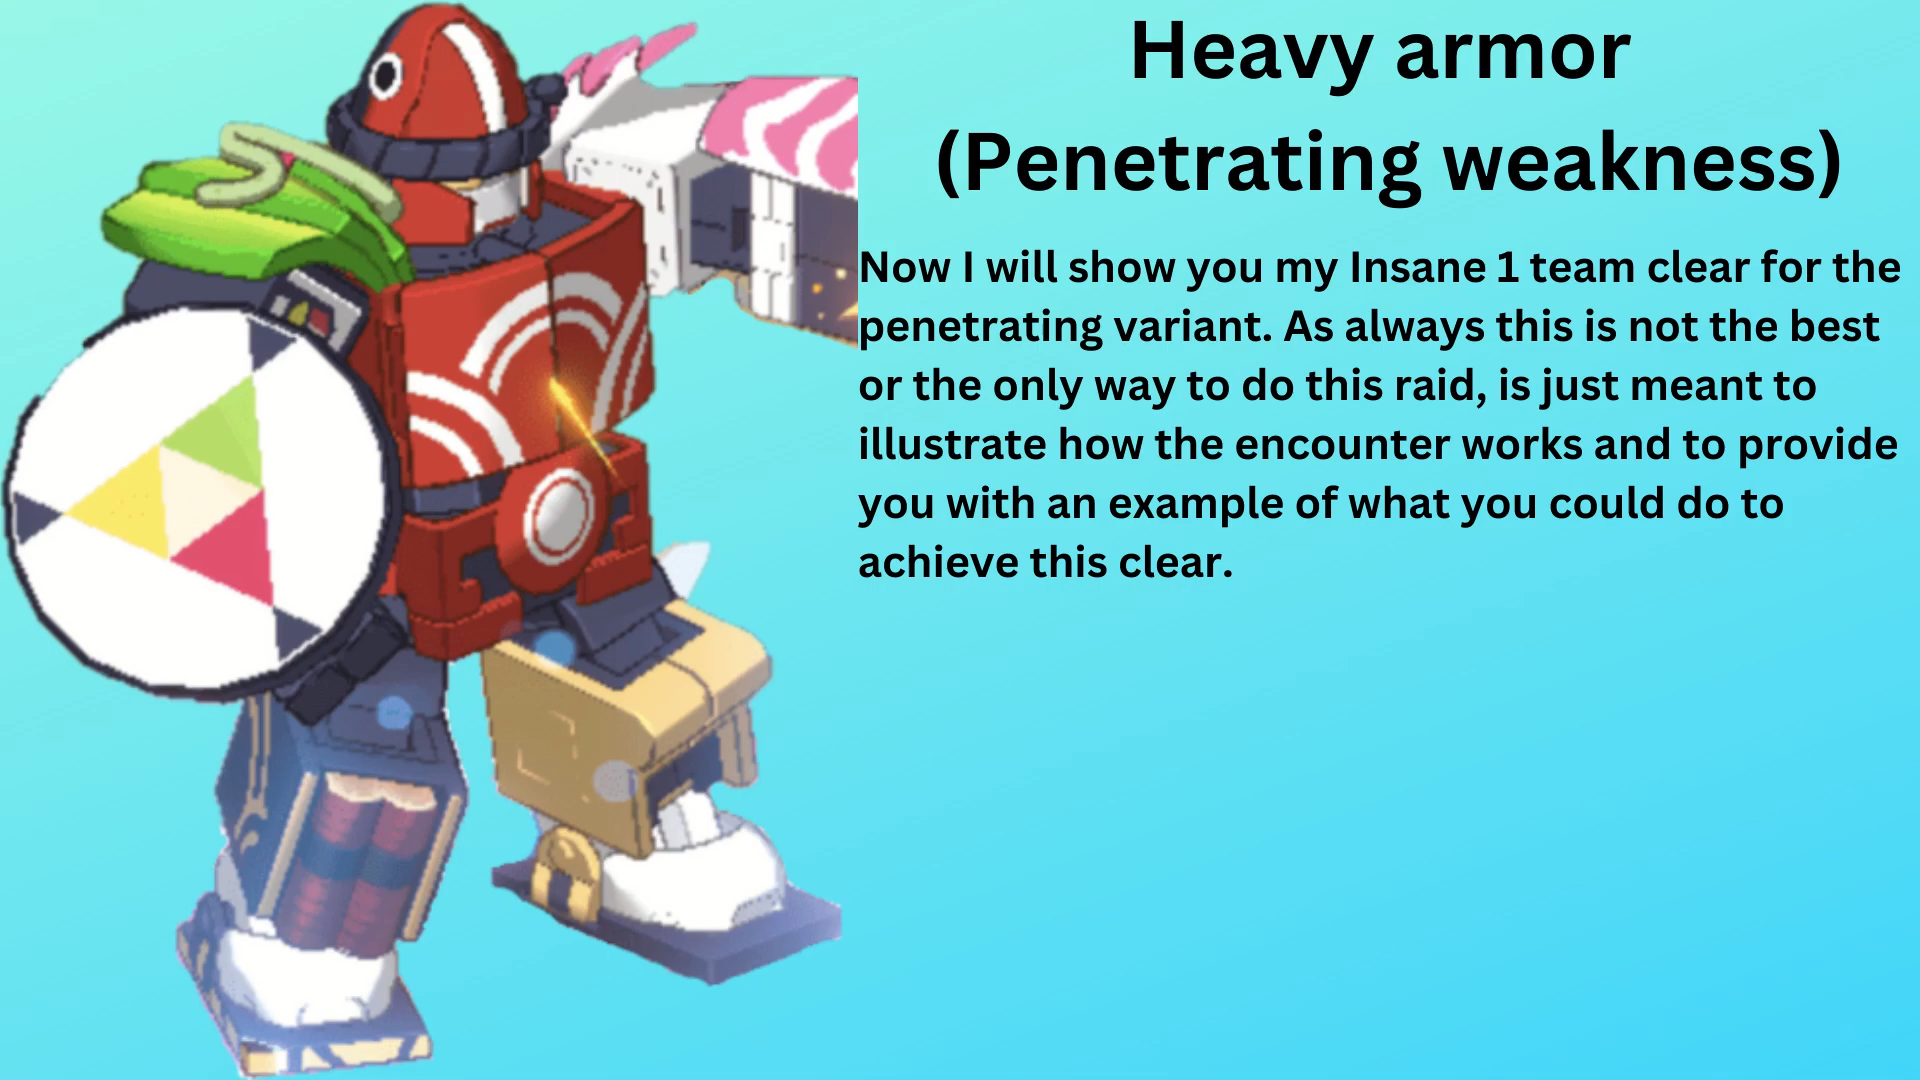 Heavy armor
(Penetrating weakness)
Now I will show you my Insane 1 team clear for the
penetrating variant. As always this is not the best
or the only way to do this raid, is just meant to
illustrate how the encounter works and to provide
you with an example of what you could do to
achieve this clear.